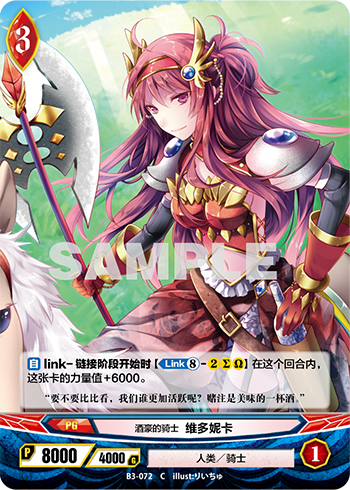 3
SAMPLE
自 link- 链接阶段开始时【Link 8 - 2 Σ Ω】在这个回合内，
这张卡的力量值+6000。
“要不要比比看，我们谁更加活跃呢？赌注是美味的一杯酒。”
PG 酒豪的骑士 维多妮卡
P 8000 4000 G 人类／骑士 1
B3-072 C illust:りいちゅ